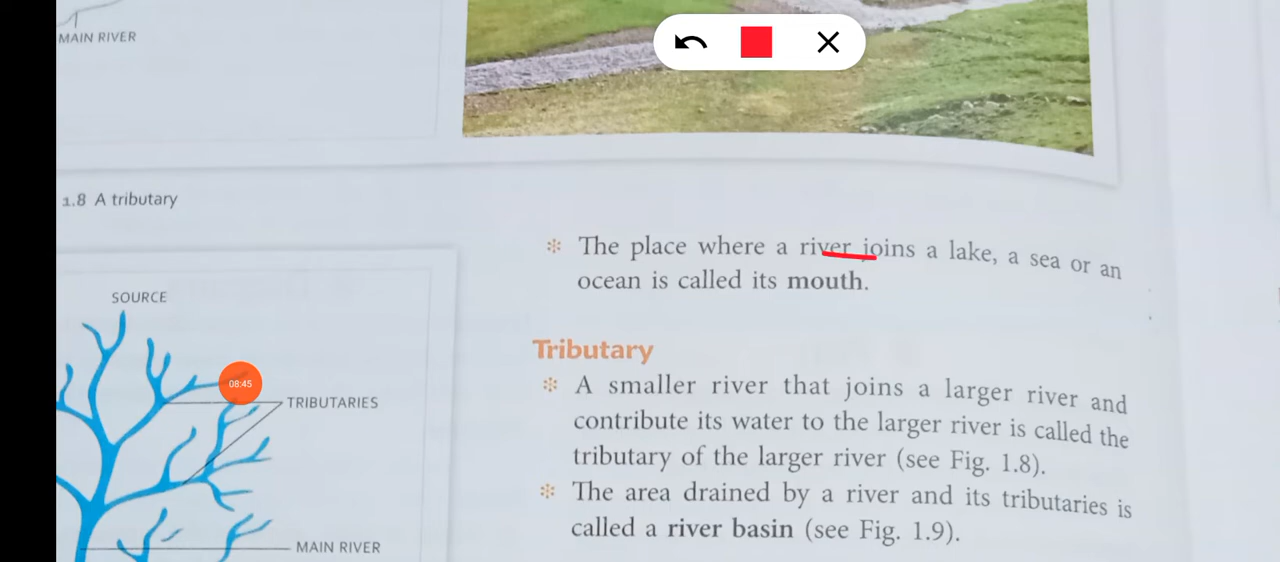 MAIN RIVER
1.8 A tributary
SOURCE
08:45
TRIBUTARIES
MAIN RIVER
* The place where a river joins a lake, a sea or an
ocean is called its mouth.
Tributary
* A smaller river that joins a larger river and
contribute its water to the larger river is called the
tributary of the larger river (see Fig. 1.8).
* The area drained by a river and its tributaries is
called a river basin (see Fig. 1.9).